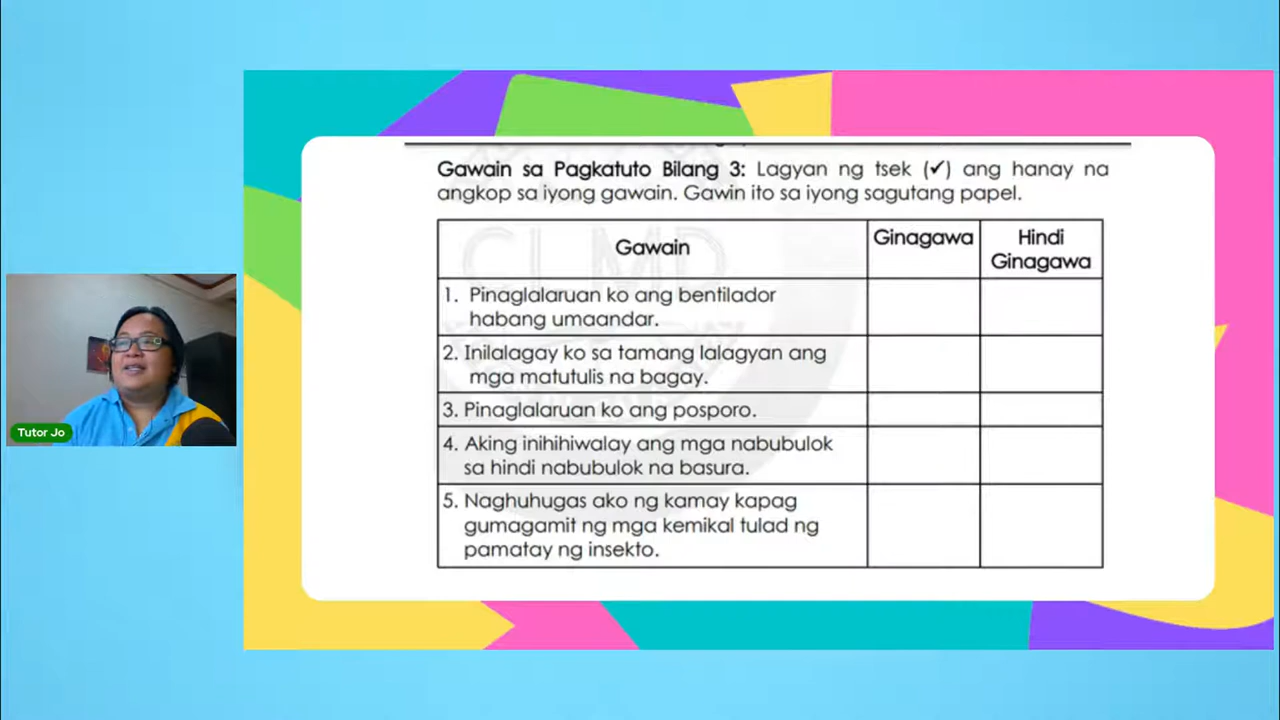 Gawain sa Pagkatuto Bilang 3: Lagyan ng tsek (✓) ang hanay na
angkop sa iyong gawain. Gawin ito sa iyong sagutang papel.
Gawain
Ginagawa
Hindi
Ginagawa
1. Pinaglalaruan ko ang bentilador
habang umaandar.
2. Inilalagay ko sa tamang lalagyan ang
mga matutulis na bagay.
3. Pinaglalaruan ko ang posporo.
4. Aking inihihiwalay ang mga nabubulok
sa hindi nabubulok na basura.
5. Naghuhugas ako ng kamay kapag
gumagamit ng mga kemikal tulad ng
pamatay ng insekto.
CLMD
Tutor Jo